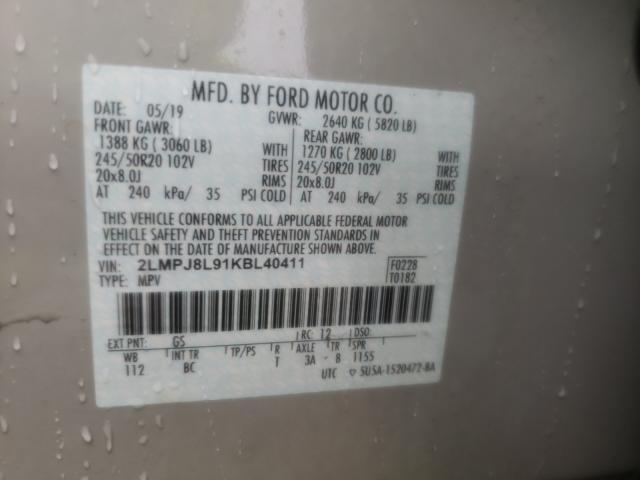 MFD. BY FORD MOTOR CO.
DATE: 05/19 GVWR: 2640 KG (5820 LB)
FRONT GAWR: REAR GAWR:
1388 KG (3060 LB) WITH 1270 KG (2800 LB) WITH
245/50R20 102V TIRES 245/50R20 102V TIRES
20x8.0J RIMS 20x8.0J RIMS
AT 240 kPa/ 35 PSI COLD AT 240 kPa/ 35 PSI COLD
THIS VEHICLE CONFORMS TO ALL APPLICABLE FEDERAL MOTOR
VEHICLE SAFETY AND THEFT PREVENTION STANDARDS IN
EFFECT ON THE DATE OF MANUFACTURE SHOWN ABOVE.
VIN: 2LMPJ8L91KBL40411 F0228
TYPE: MPV T0182
EXT PNT: GS RC: 12 DSO:
WB INT TR TP/PS R AXLE TR SPR
112 BC T 3A - 8 1155
UTC 5U5A-1520472-BA